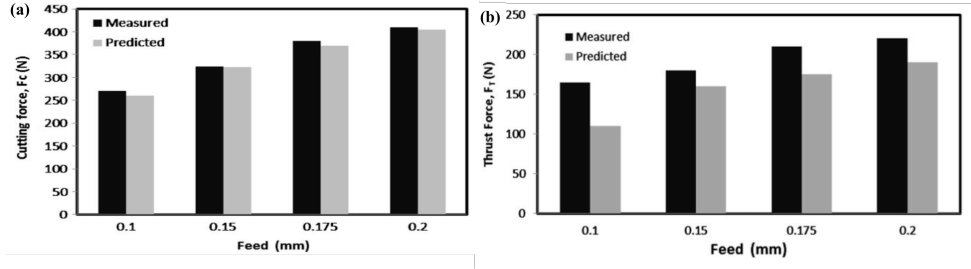 (a)
450
400
350
300
250
200
150
100
50
0
Cutting force, Fc (N)
Measured
Predicted
0.1 0.15 0.175 0.2
Feed (mm)
(b)
250
200
150
100
50
0
Thrust Force, FT (N)
Measured
Predicted
0.1 0.15 0.175 0.2
Feed (mm)